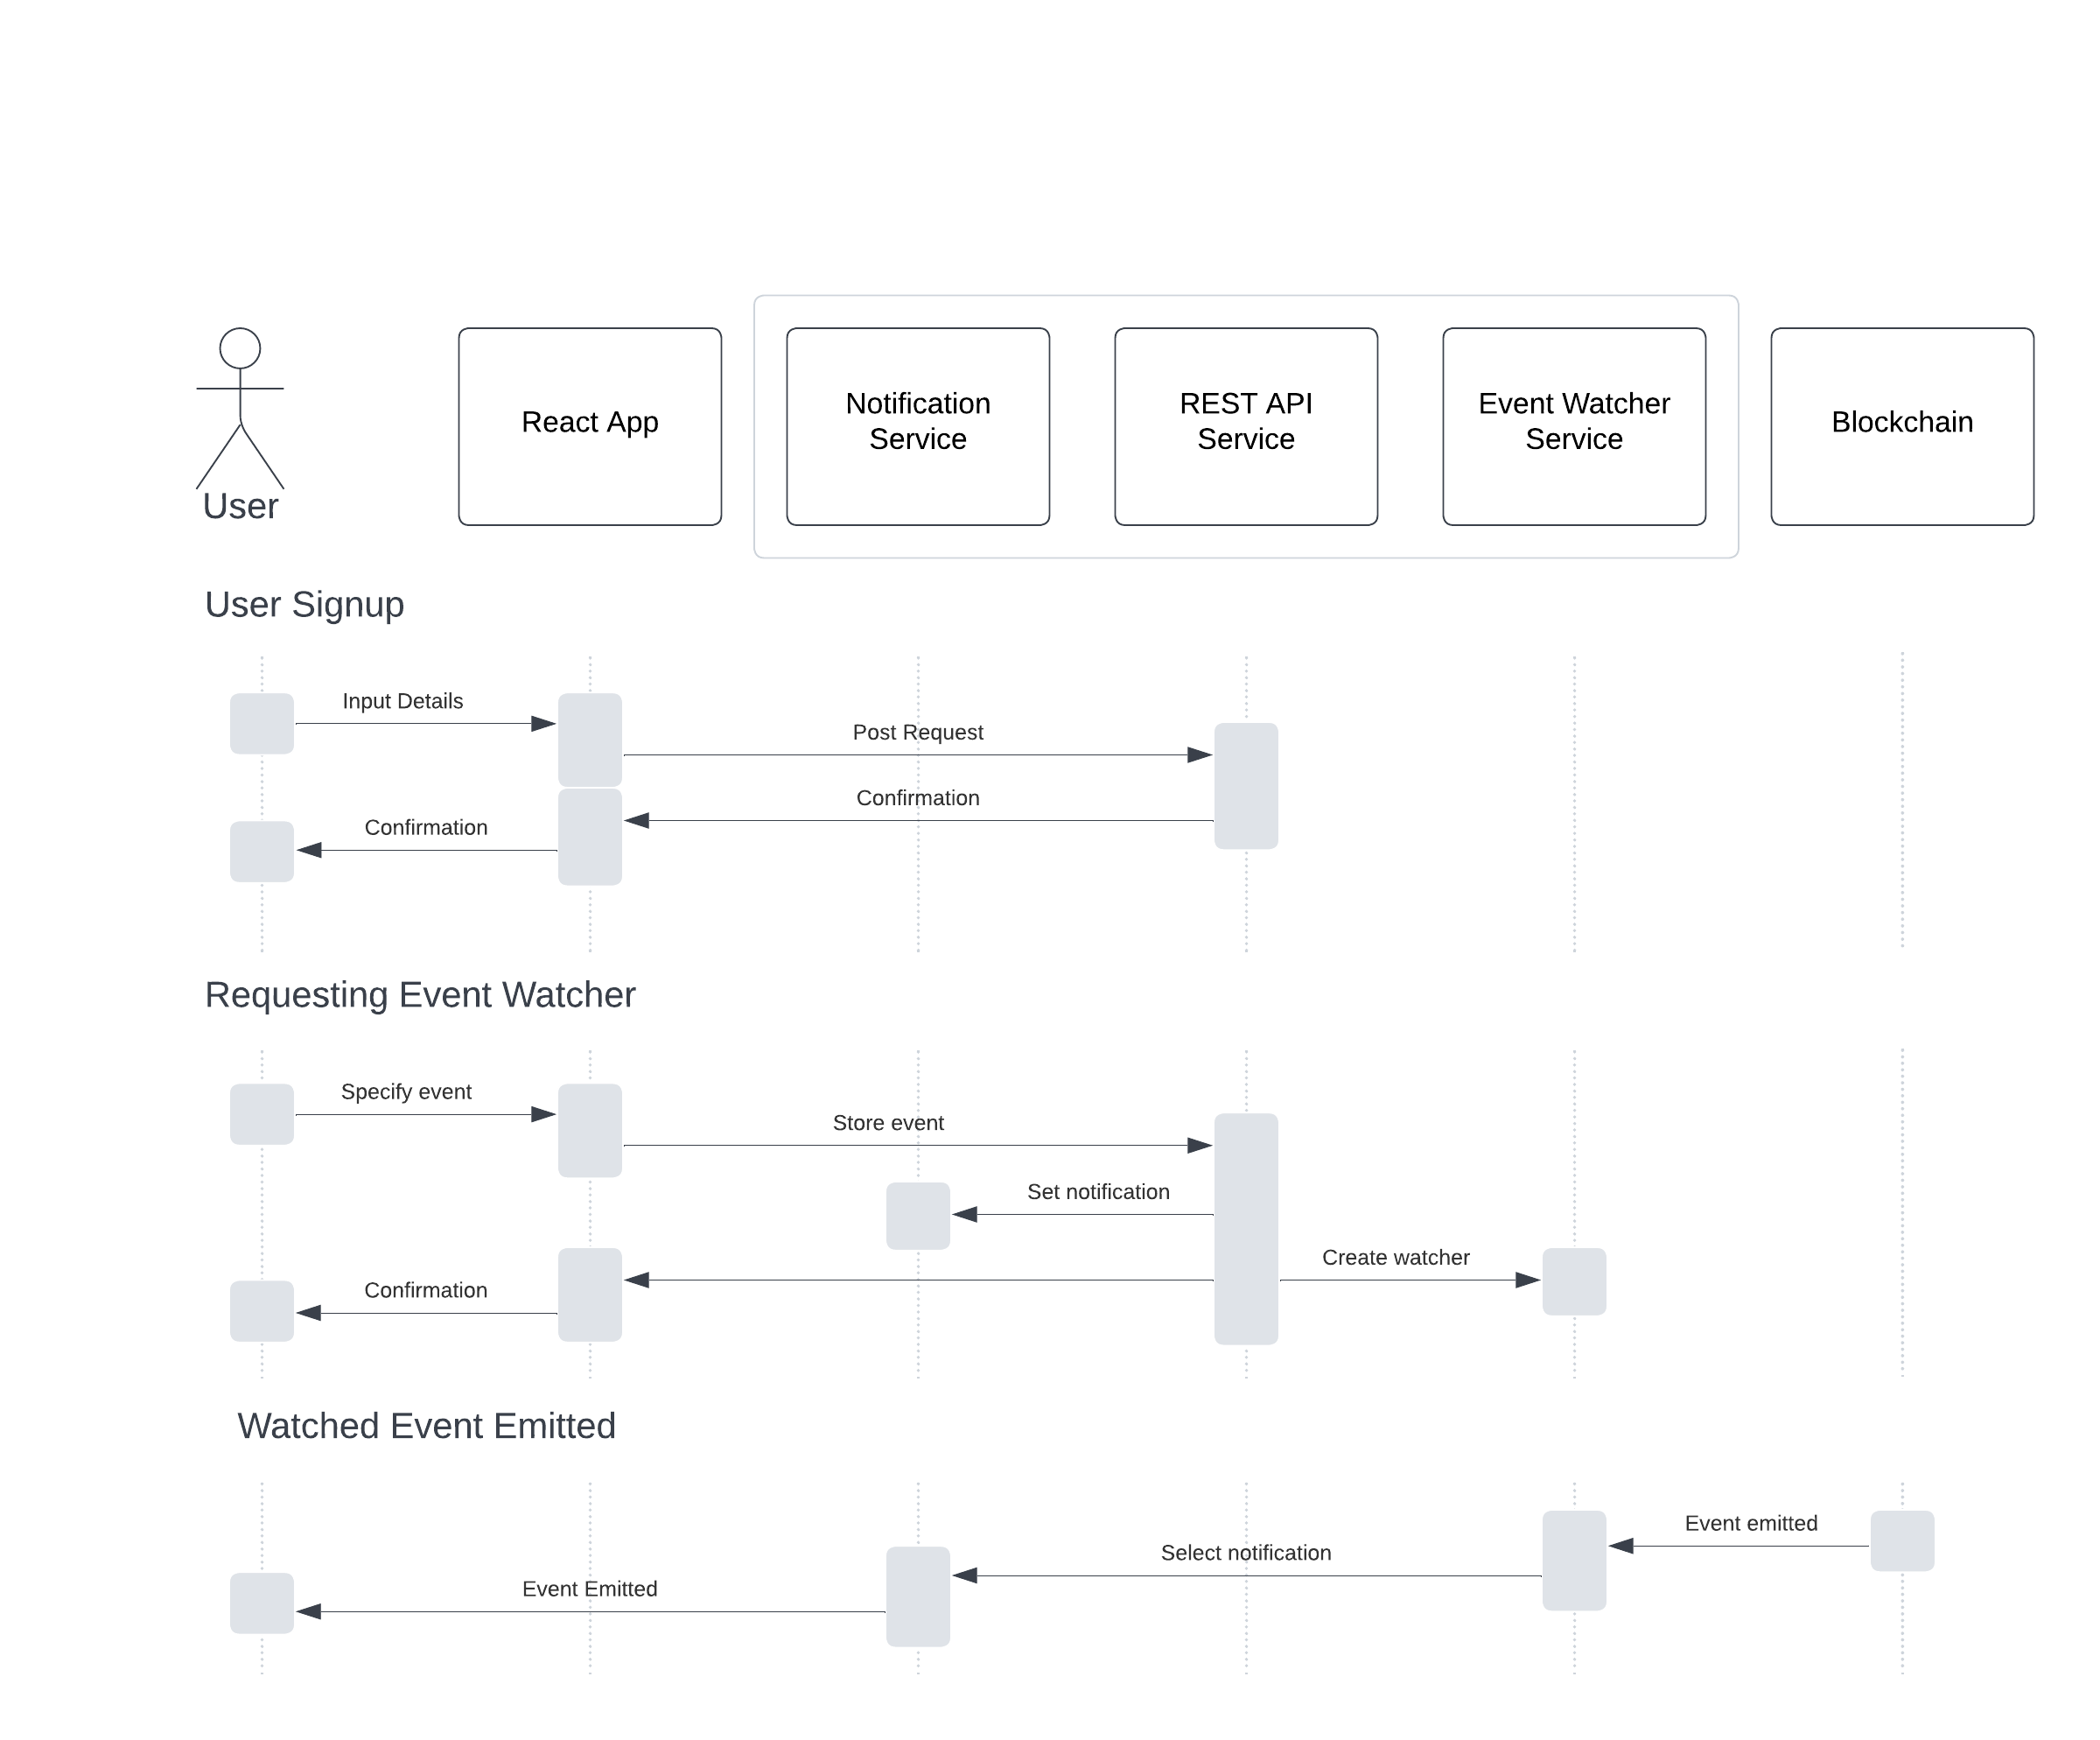 User
React App
Notification
Service
REST API
Service
Event Watcher
Service
Blockchain
User Signup
Input Details
Post Request
Confirmation
Confirmation
Requesting Event Watcher
Specify event
Store event
Set notification
Create watcher
Confirmation
Watched Event Emitted
Event emitted
Select notification
Event Emitted